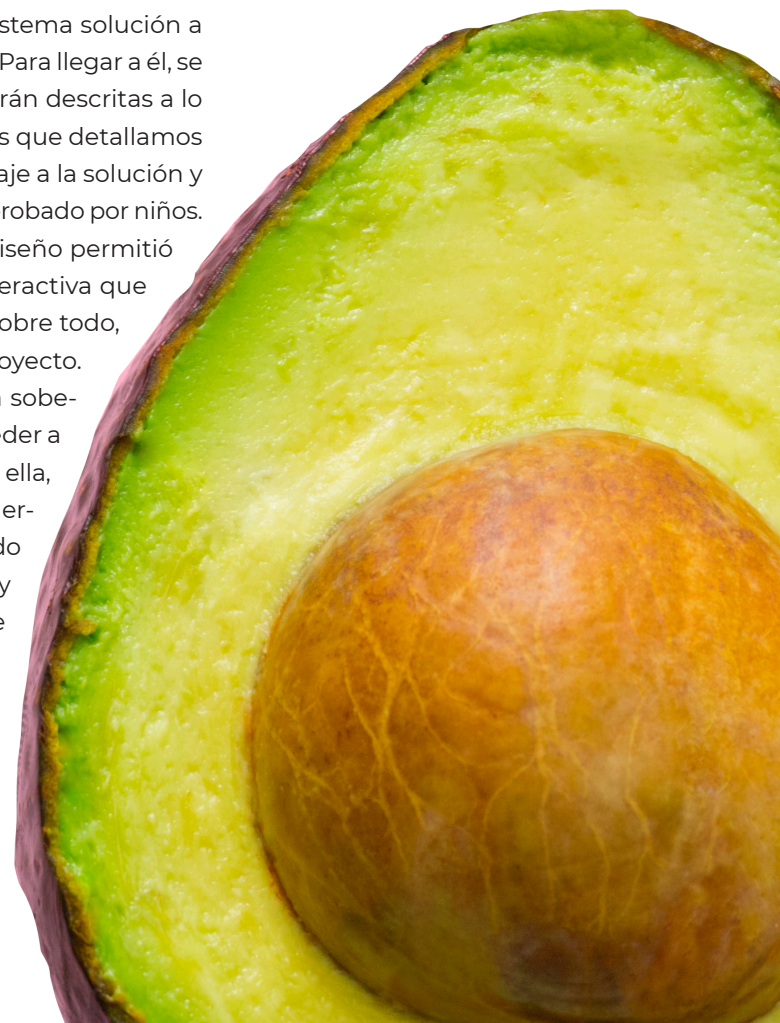 stema solución a
Para llegar a él, se
rán descritas a lo
s que detallamos
aje a la solución y
robado por niños.
iseño permitió
eractiva que
obre todo,
oyecto.
sobe-
eder a
ella,
er-
do
y
e